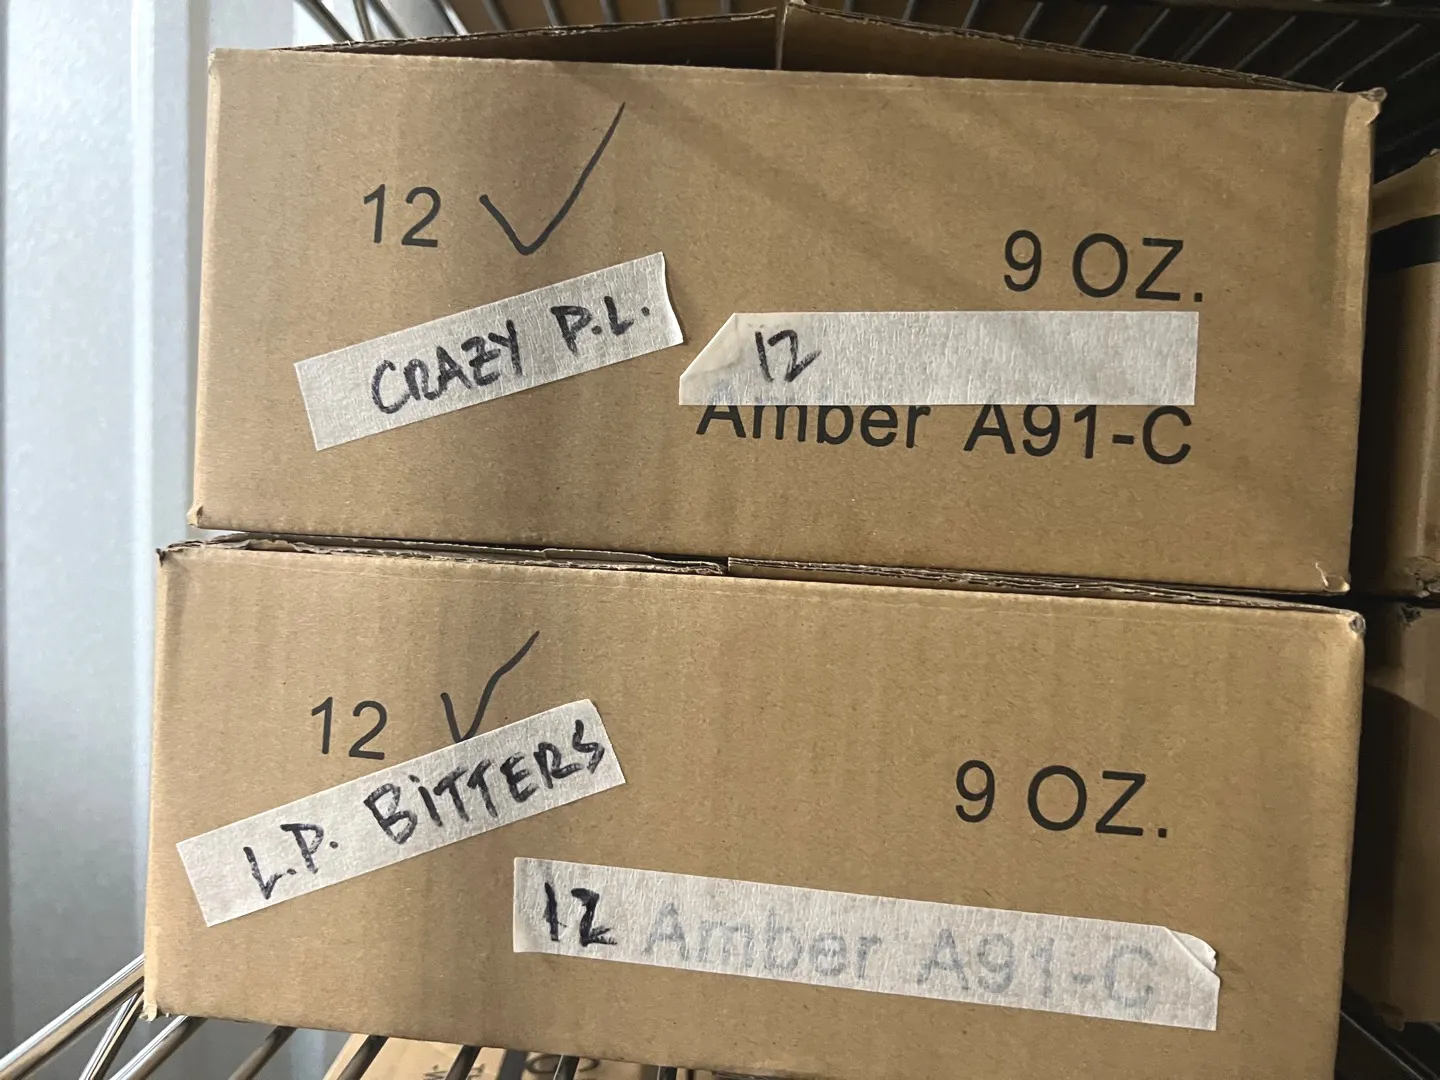 12 ✓
9 OZ.
CRAZY P.L.
12
Amber A91-C
12 ✓
9 OZ.
L.P. BITTERS
12
Amber A91-C